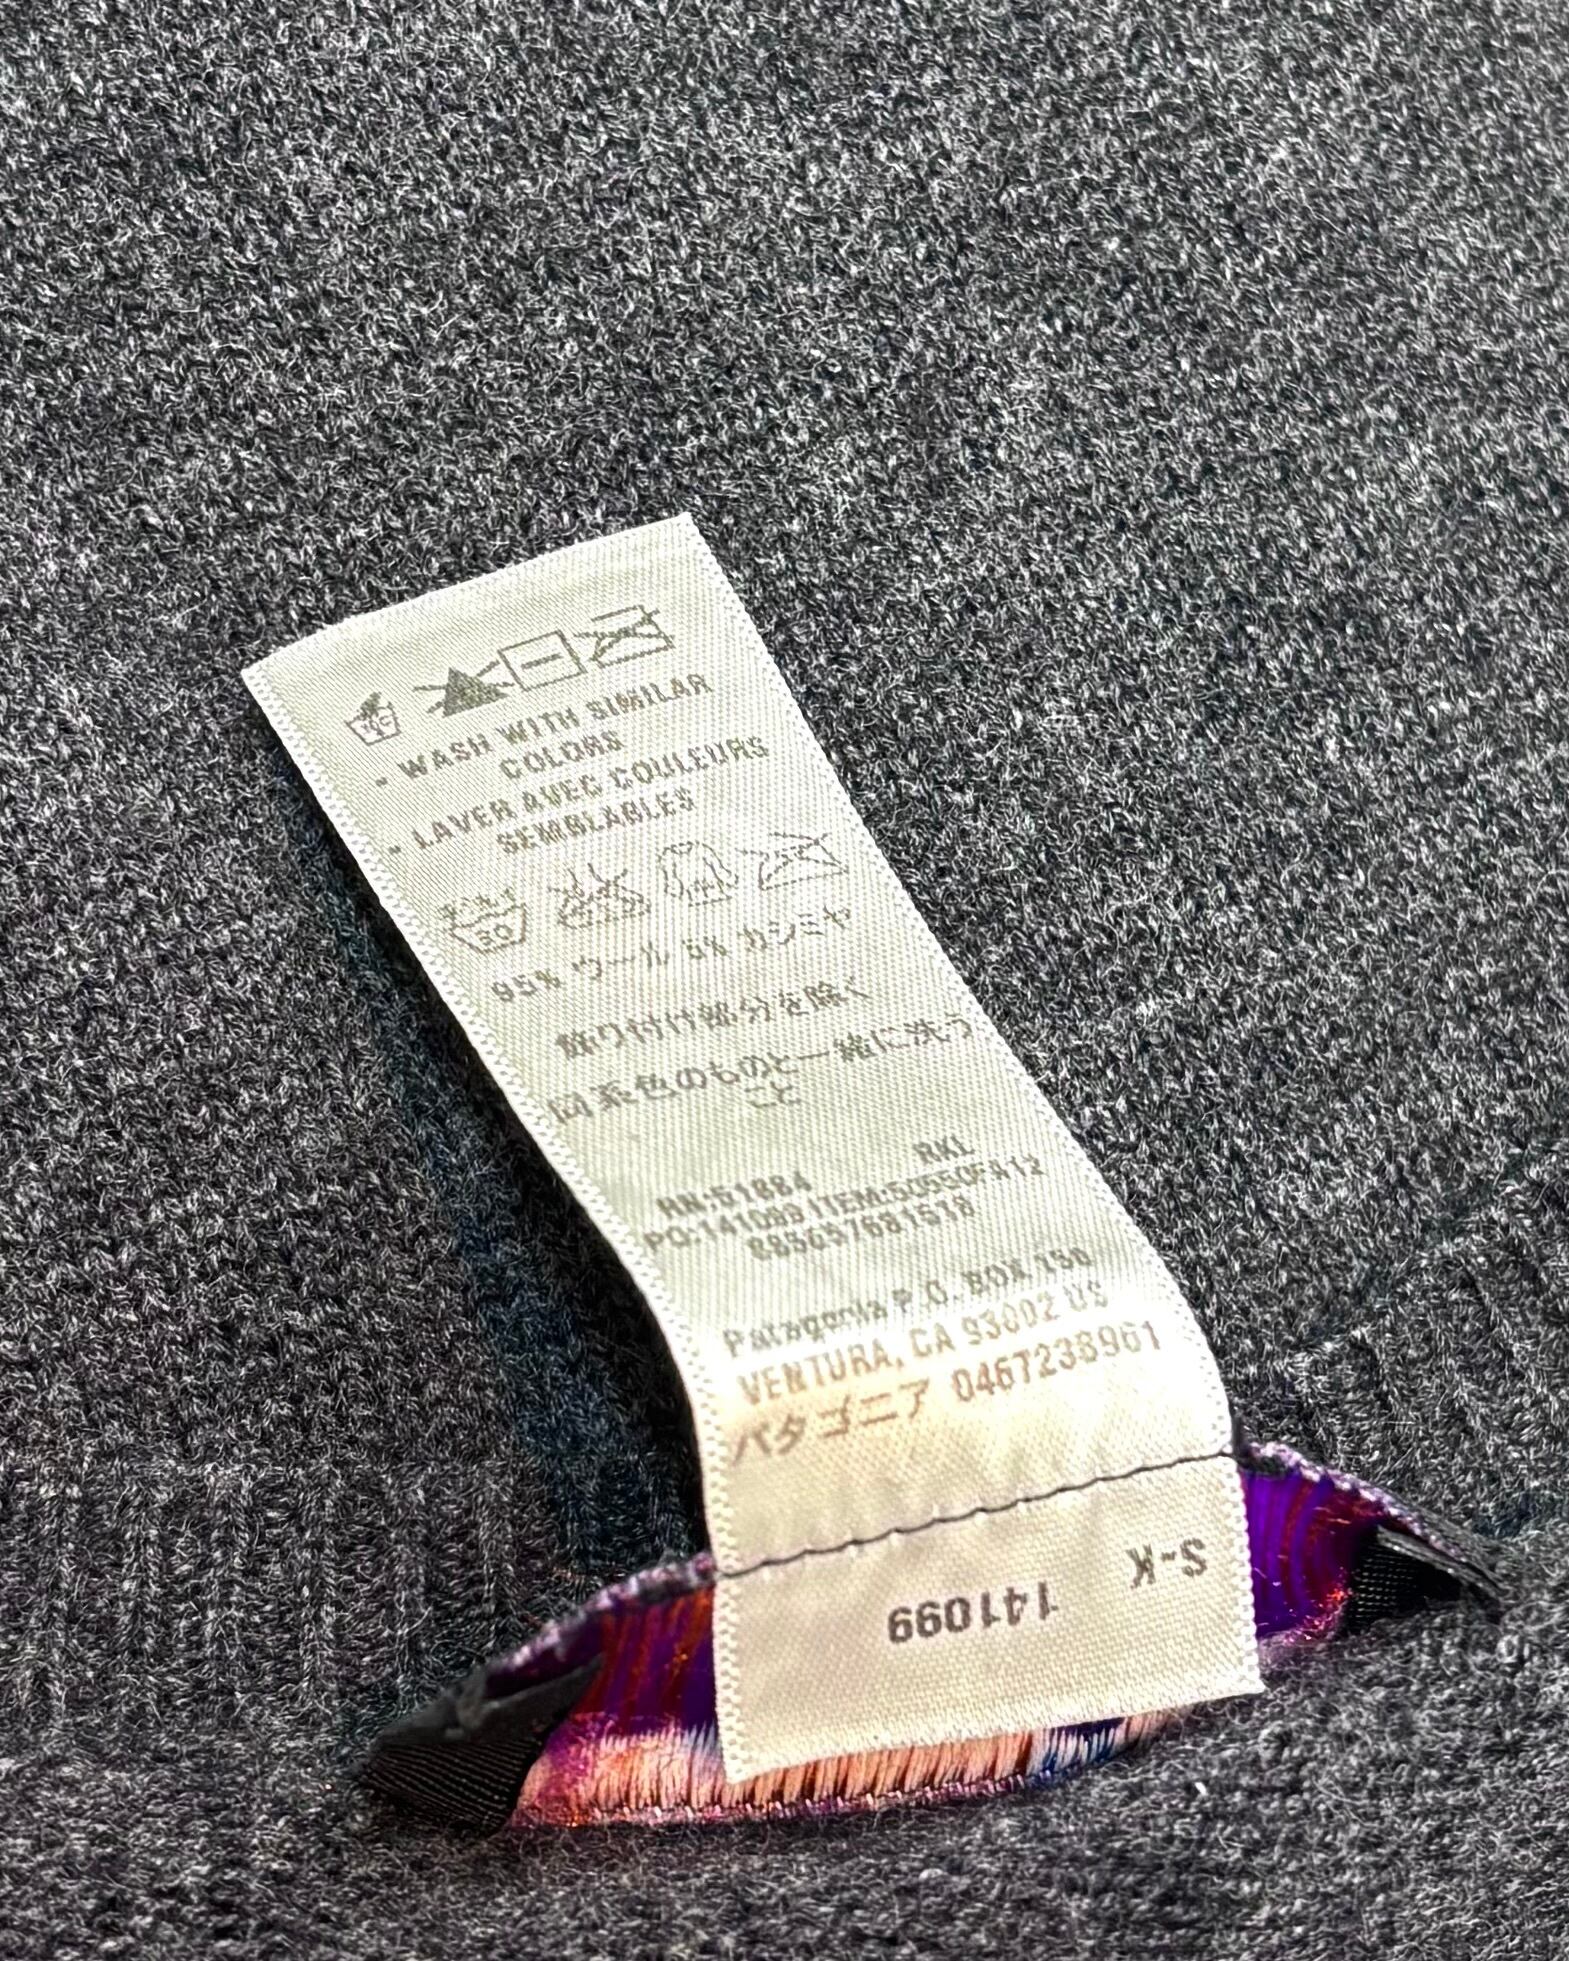 - WASH WITH SIMILAR
COLORS
- LAVER AVEC COULEURS
SEMBLABLES
30
95% ウール 5% カシミヤ
飾り付け部分を除く
同系色のものと一緒に洗う
こと
RKL
RN:51884
PO:141099 ITEM:50550FA12
Patagonia P.O. BOX 150
VENTURA, CA 93002 US
パタゴニア 0467238961
S-K
141099